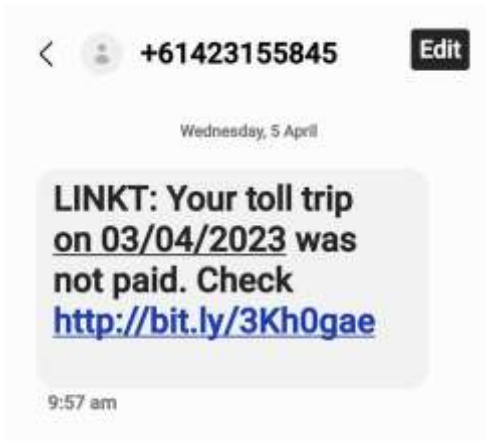 +61423155845
Edit
Wednesday, 5 April
LINKT: Your toll trip
on 03/04/2023 was
not paid. Check
http://bit.ly/3Kh0gae
9:57 am